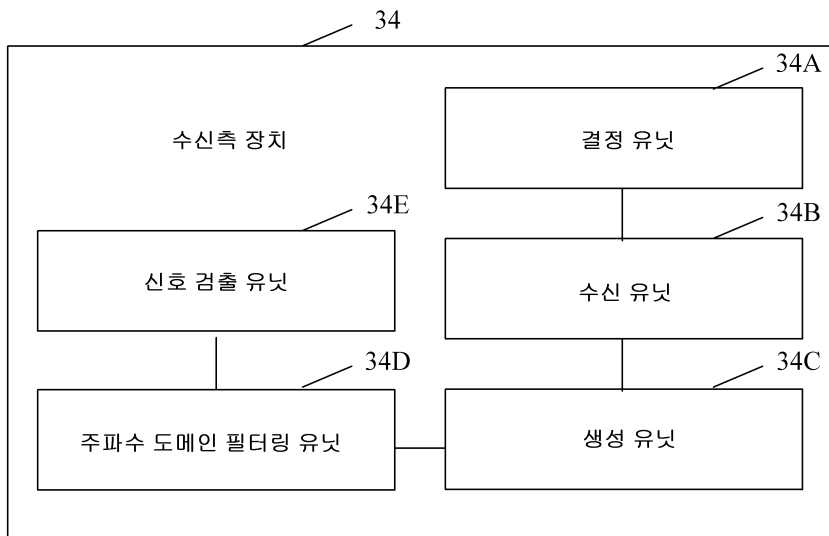 34
34A
수신측 장치
결정 유닛
34E
34B
신호 검출 유닛
수신 유닛
34D
34C
주파수 도메인 필터링 유닛
생성 유닛